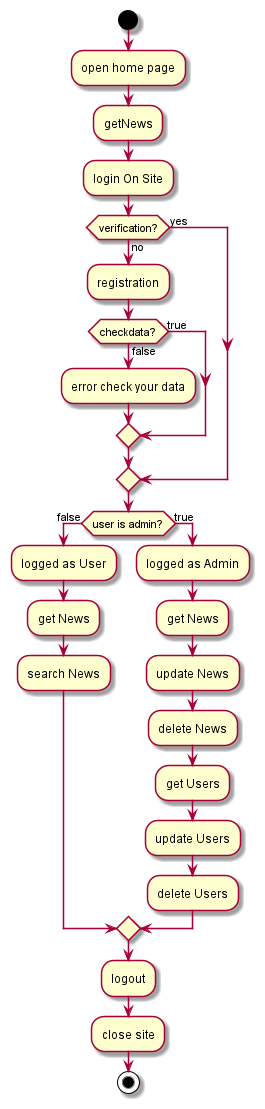 open home page
getNews
login On Site
verification?
yes
no
registration
checkdata?
true
false
error check your data
user is admin?
false
true
logged as User
logged as Admin
get News
get News
search News
update News
delete News
get Users
update Users
delete Users
logout
close site